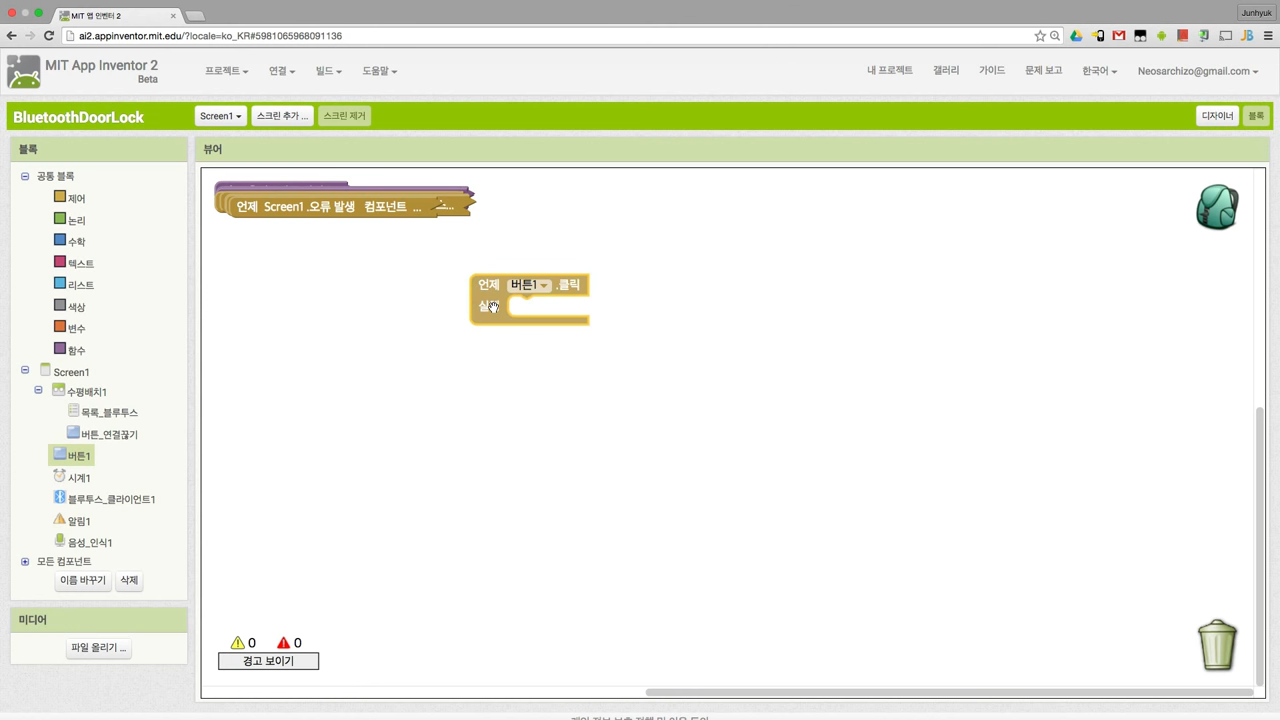 MIT 앱 인벤터 2
Junhyuk
ai2.appinventor.mit.edu/?locale=ko_KR#5981065968091136
MIT App Inventor 2
Beta
프로젝트 연결 빌드 도움말
내 프로젝트 갤러리 가이드 문제 보고 한국어 Neosarchizo@gmail.com
BluetoothDoorLock
Screen1 스크린 추가 ... 스크린 제거
디자이너 블록
블록
뷰어
공통 블록
제어
논리
수학
텍스트
리스트
색상
변수
함수
Screen1
수평배치1
목록_블루투스
버튼_연결끊기
버튼1
시계1
블루투스_클라이언트1
알림1
음성_인식1
모든 컴포넌트
이름 바꾸기 삭제
미디어
파일 올리기 ...
언제 Screen1 .오류 발생 컴포넌트 ...
언제 버튼1 .클릭
0 0
경고 보이기